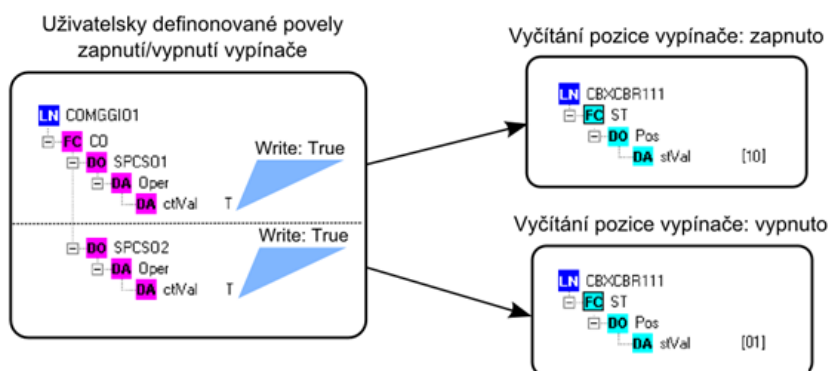 Uživatelsky definonované povely
zapnutí/vypnutí vypínače
LN COMGGIO1
FC CO
DO SPCSO1
DA Oper
DA ctlVal T
Write: True
DO SPCSO2
DA Oper
DA ctlVal T
Write: True
Vyčítání pozice vypínače: zapnuto
LN CBXCBR111
FC ST
DO Pos
DA stVal [10]
Vyčítání pozice vypínače: vypnuto
LN CBXCBR111
FC ST
DO Pos
DA stVal [01]